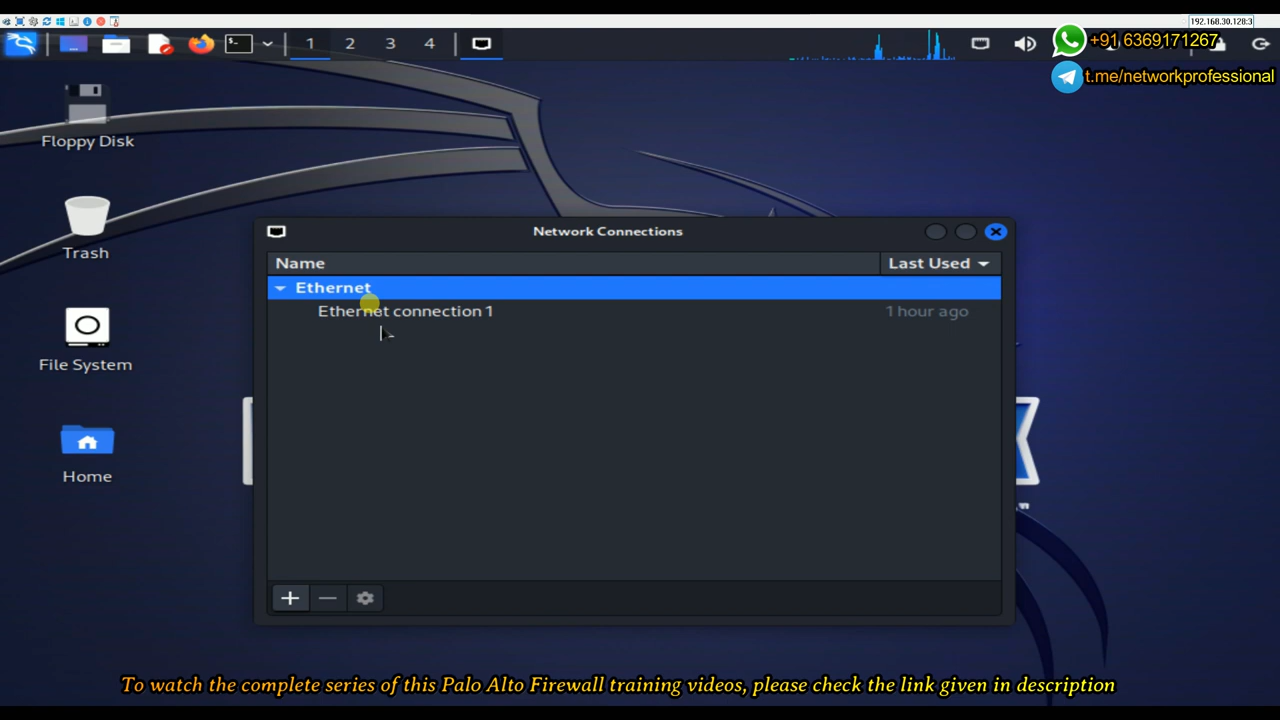 192.168.30.128:3
1 2 3 4
+91 6369171267
t.me/networkprofessional
Floppy Disk
Trash
File System
Home
Network Connections
Name Last Used
Ethernet
Ethernet connection 1 1 hour ago
To watch the complete series of this Palo Alto Firewall training videos, please check the link given in description